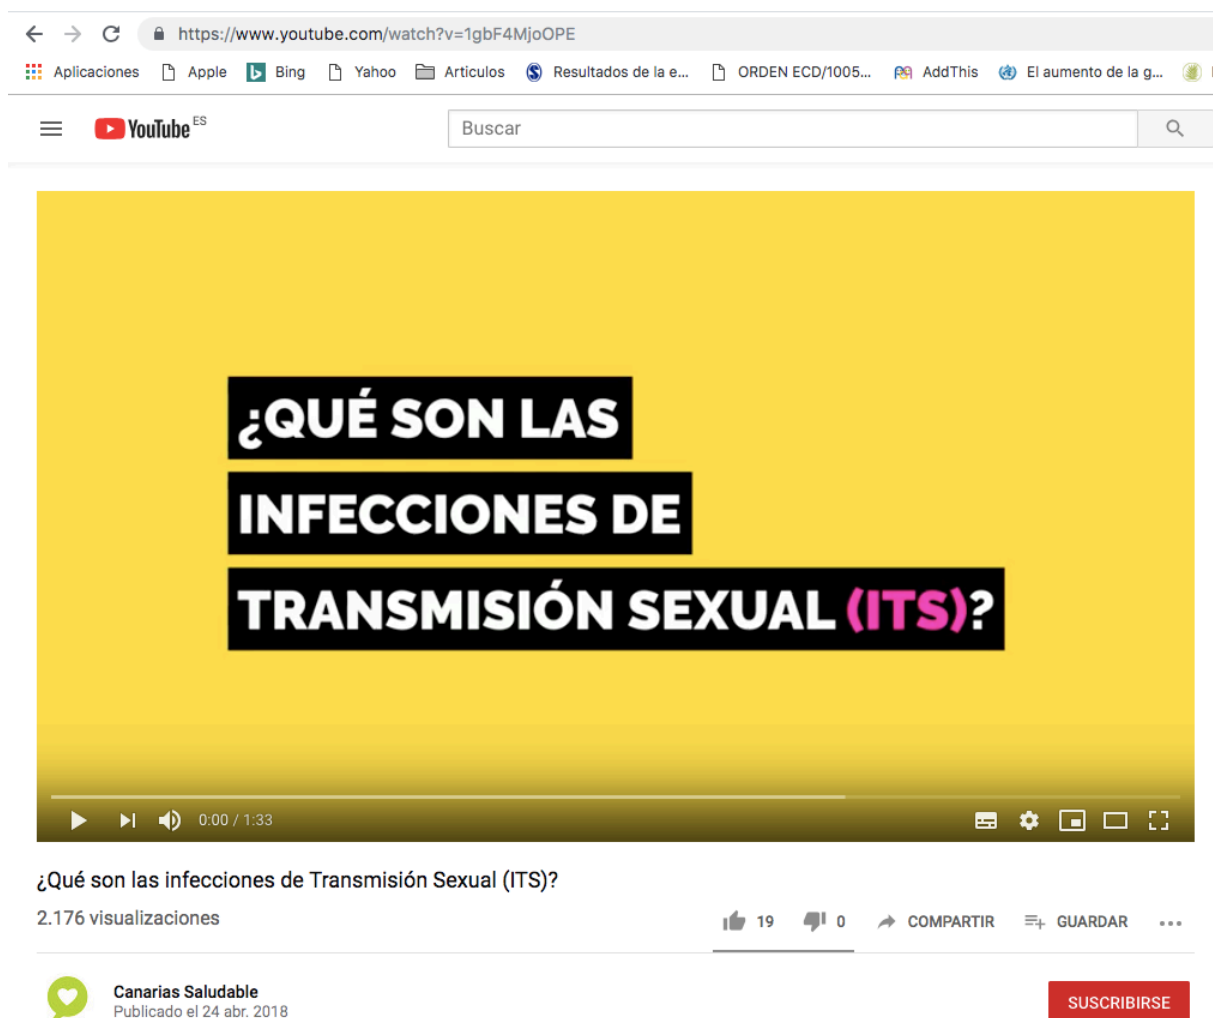 https://www.youtube.com/watch?v=1gbF4MjoOPE
Aplicaciones Apple Bing Yahoo Articulos Resultados de la e... ORDEN ECD/1005... AddThis El aumento de la g...
YouTube ES Buscar
¿QUÉ SON LAS
INFECCIONES DE
TRANSMISIÓN SEXUAL (ITS)?
0:00 / 1:33
¿Qué son las infecciones de Transmisión Sexual (ITS)?
2.176 visualizaciones 19 0 COMPARTIR GUARDAR
Canarias Saludable
Publicado el 24 abr. 2018 SUSCRIBIRSE